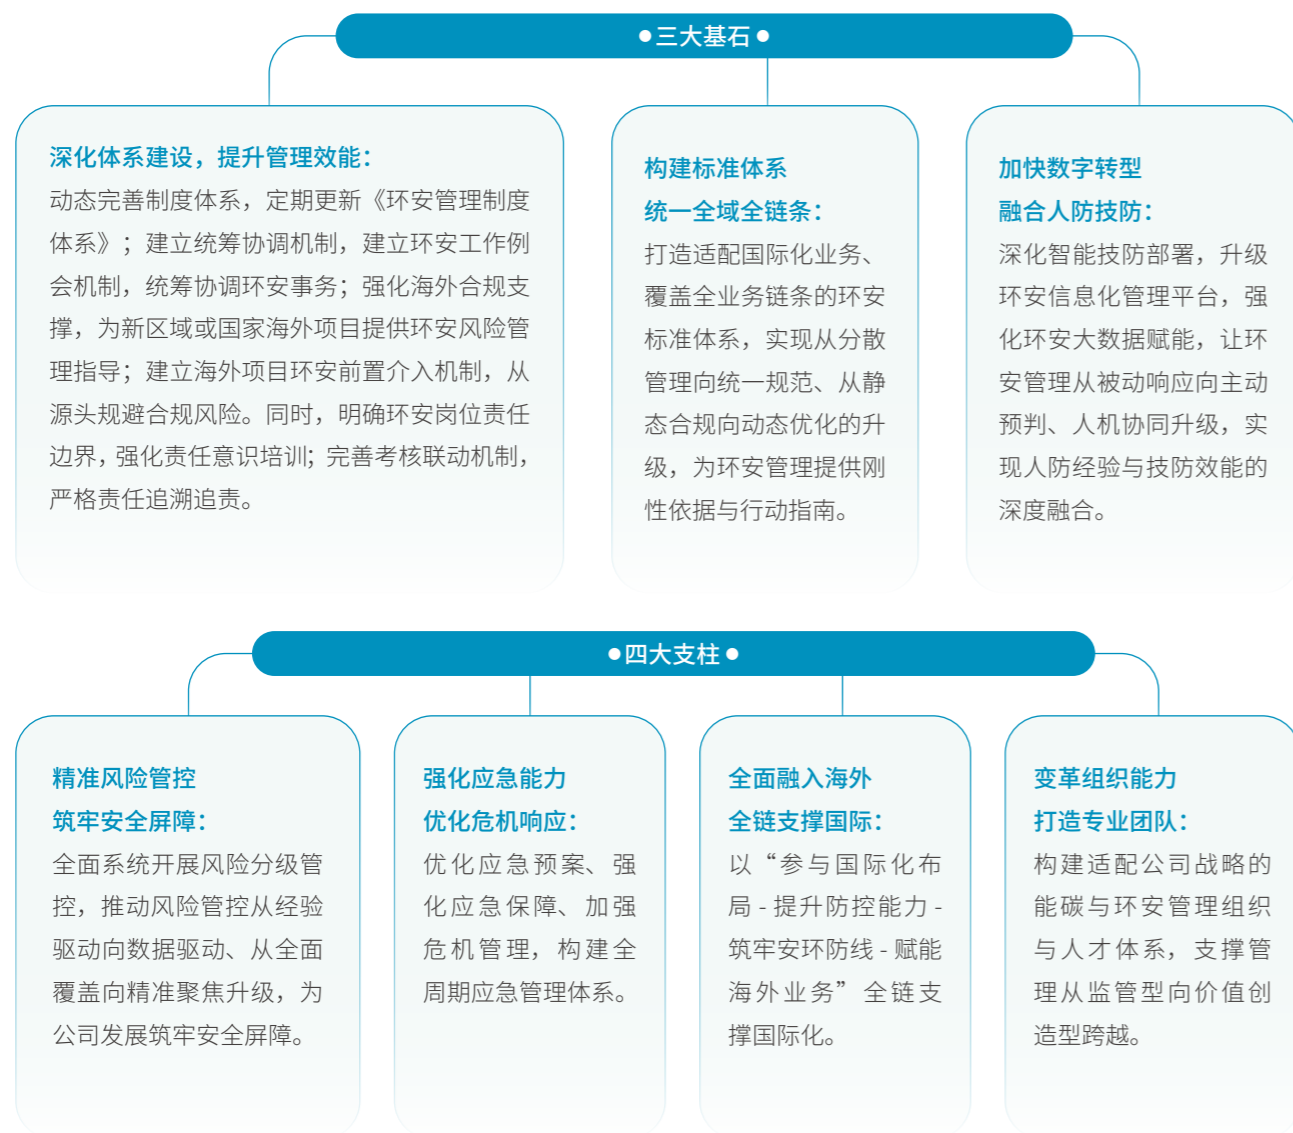 ●三大基石●
深化体系建设，提升管理效能：
动态完善制度体系，定期更新《环安管理制度
体系》；建立统筹协调机制，建立环安工作例
会机制，统筹协调环安事务；强化海外合规支
撑，为新区域或国家海外项目提供环安风险管
理指导；建立海外项目环安前置介入机制，从
源头规避合规风险。同时，明确环安岗位责任
边界，强化责任意识培训；完善考核联动机制，
严格责任追溯追责。
构建标准体系
统一全域全链条：
打造适配国际化业务、
覆盖全业务链条的环安
标准体系，实现从分散
管理向统一规范、从静
态合规向动态优化的升
级，为环安管理提供刚
性依据与行动指南。
加快数字转型
融合人防技防：
深化智能技防部署，升级
环安信息化管理平台，强
化环安大数据赋能，让环
安管理从被动响应向主动
预判、人机协同升级，实
现人防经验与技防效能的
深度融合。
●四大支柱●
精准风险管控
筑牢安全屏障：
全面系统开展风险分级管
控，推动风险管控从经验
驱动向数据驱动、从全面
覆盖向精准聚焦升级，为
公司发展筑牢安全屏障。
强化应急能力
优化危机响应：
优化应急预案、强
化应急保障、加强
危机管理，构建全
周期应急管理体系。
全面融入海外
全链支撑国际：
以“参与国际化布
局 - 提升防控能力 -
筑牢安环防线 - 赋能
海外业务”全链支
撑国际化。
变革组织能力
打造专业团队：
构建适配公司战略的
能碳与环安管理组织
与人才体系，支撑管
理从监管型向价值创
造型跨越。